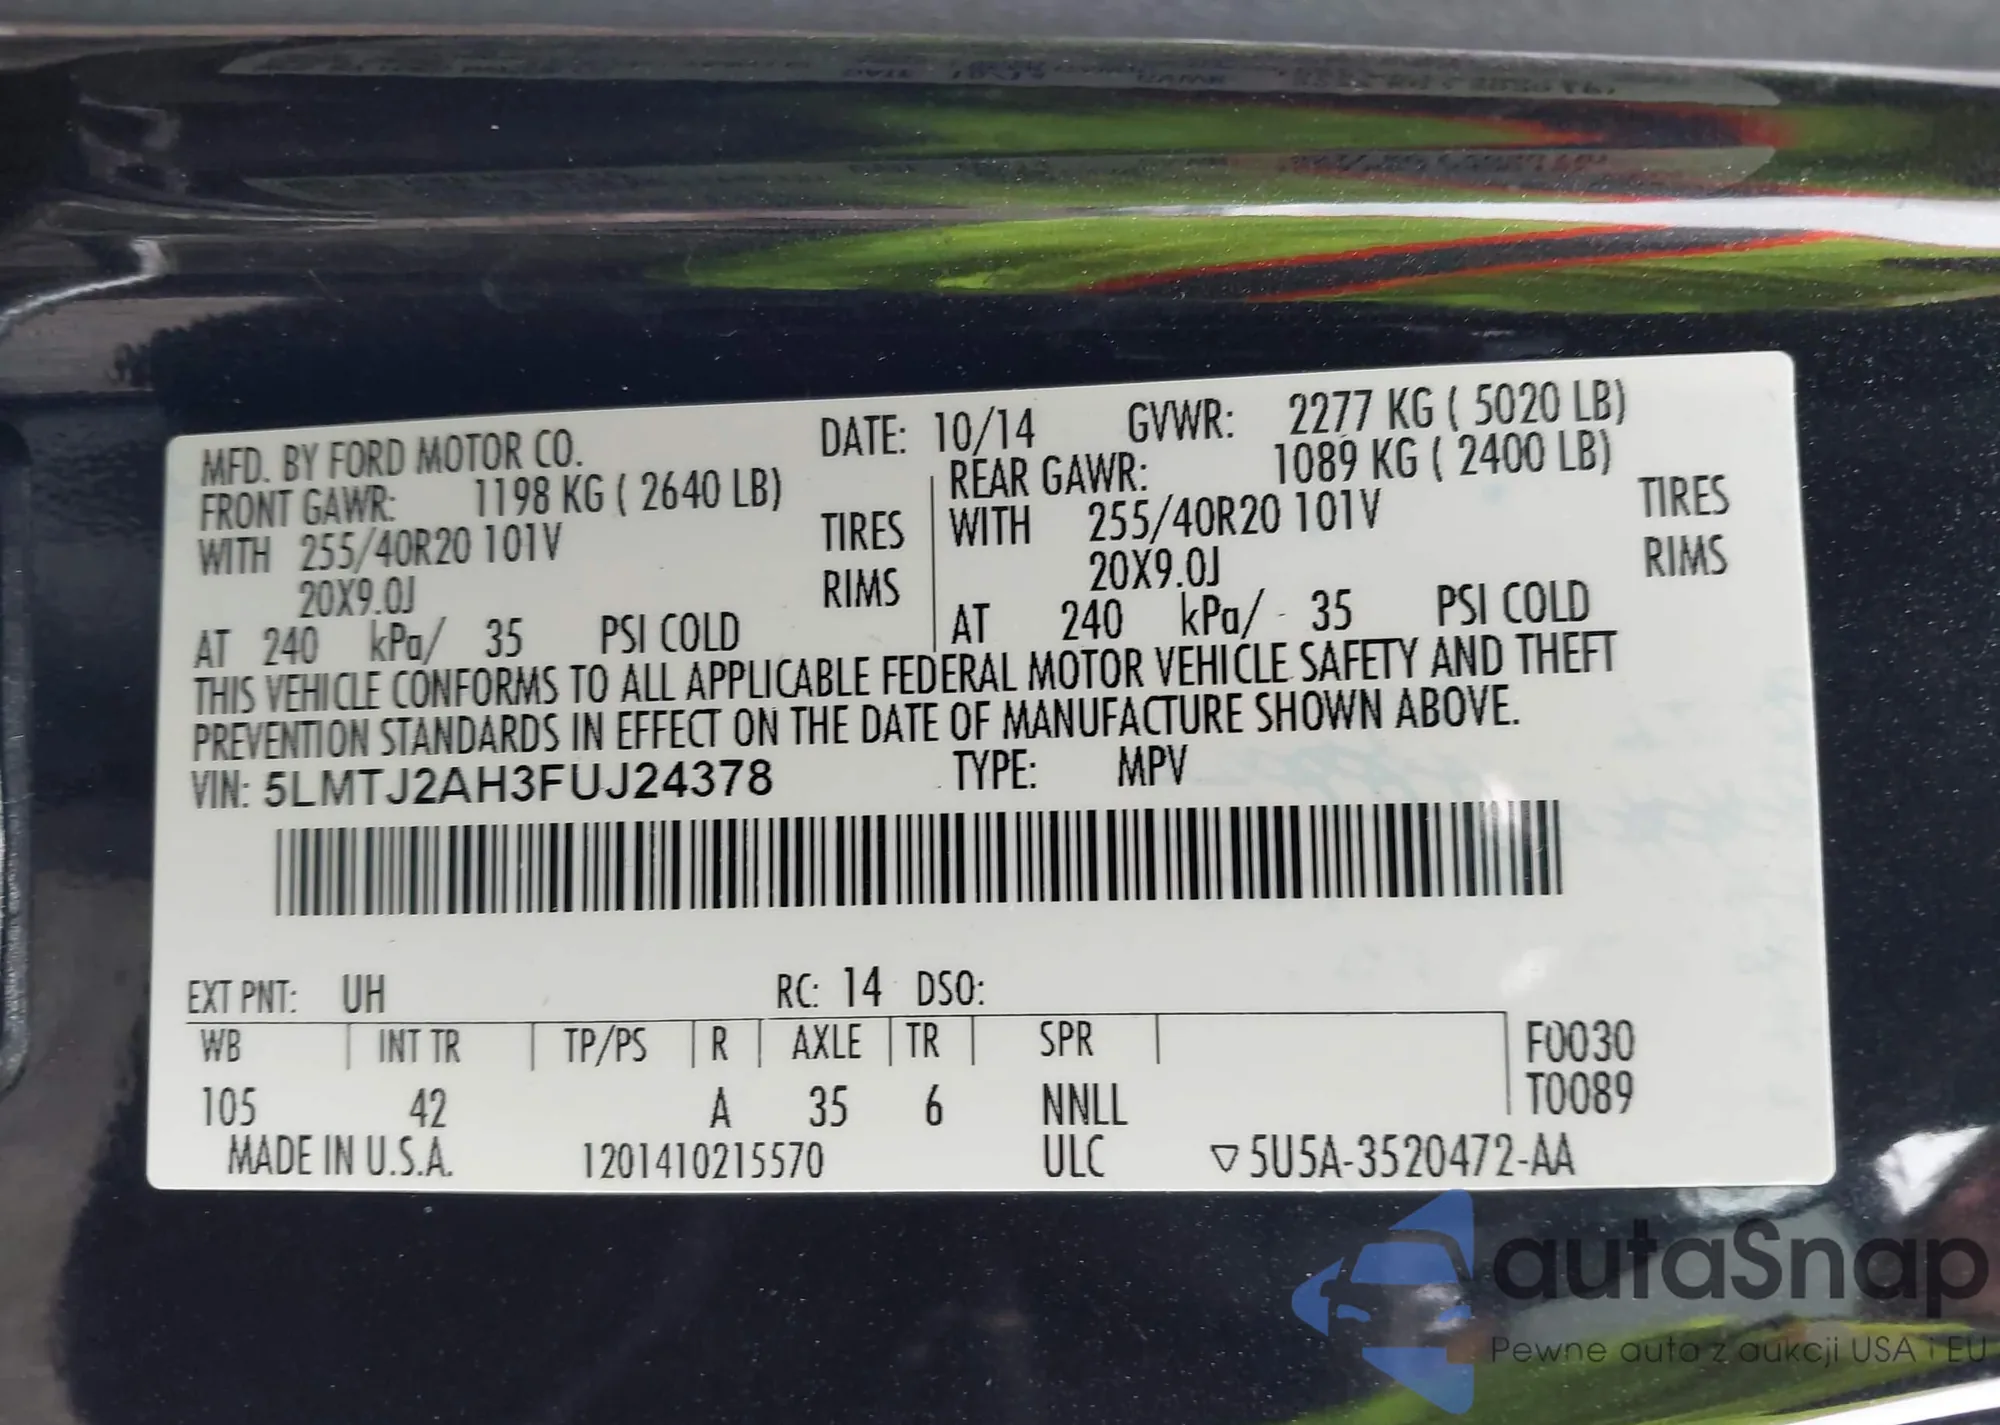 MFD. BY FORD MOTOR CO. DATE: 10/14 GVWR: 2277 KG ( 5020 LB)
FRONT GAWR: 1198 KG ( 2640 LB) REAR GAWR: 1089 KG ( 2400 LB)
WITH 255/40R20 101V TIRES WITH 255/40R20 101V TIRES
20X9.0J RIMS 20X9.0J RIMS
AT 240 kPa/ 35 PSI COLD AT 240 kPa/ 35 PSI COLD
THIS VEHICLE CONFORMS TO ALL APPLICABLE FEDERAL MOTOR VEHICLE SAFETY AND THEFT
PREVENTION STANDARDS IN EFFECT ON THE DATE OF MANUFACTURE SHOWN ABOVE.
VIN: 5LMTJ2AH3FUJ24378 TYPE: MPV
EXT PNT: UH RC: 14 DSO:
WB INT TR TP/PS R AXLE TR SPR F0030
105 42 A 35 6 NNLL T0089
MADE IN U.S.A. 1201410215570 ULC ▽5U5A-3520472-AA
autaSnap
Pewne auta z aukcji USA i EU